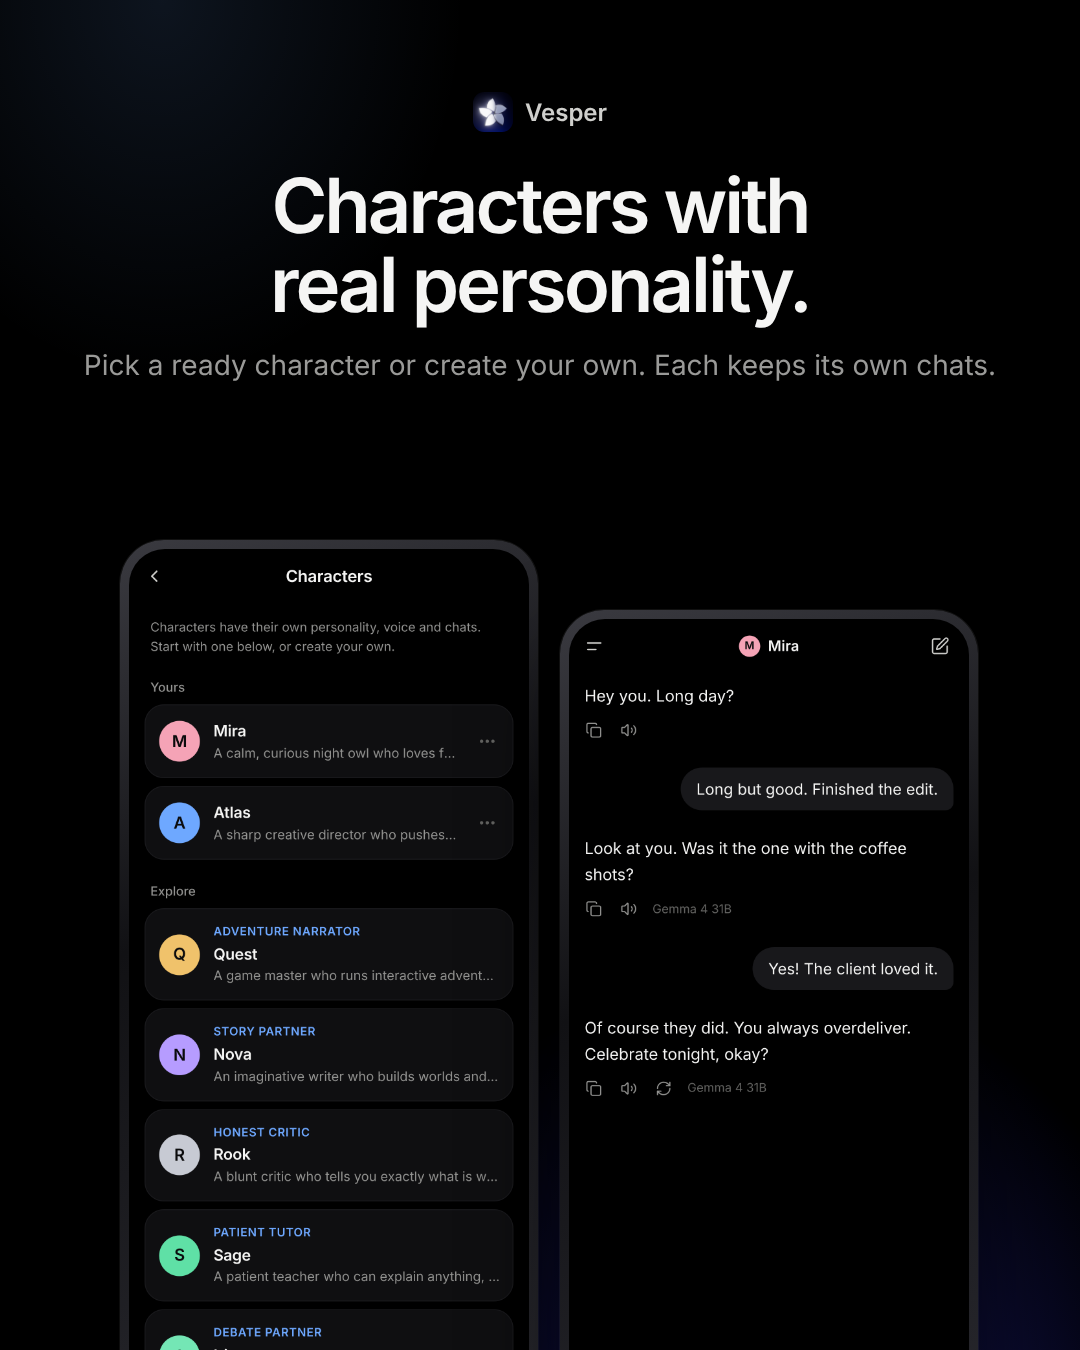 Vesper
Characters with
real personality.
Pick a ready character or create your own. Each keeps its own chats.
Characters
Characters have their own personality, voice and chats.
Start with one below, or create your own.
Yours
M
Mira
A calm, curious night owl who loves f...
A
Atlas
A sharp creative director who pushes...
Explore
ADVENTURE NARRATOR
Q
Quest
A game master who runs interactive advent...
STORY PARTNER
N
Nova
An imaginative writer who builds worlds and...
HONEST CRITIC
R
Rook
A blunt critic who tells you exactly what is w...
PATIENT TUTOR
S
Sage
A patient teacher who can explain anything, ...
DEBATE PARTNER
M Mira
Hey you. Long day?
Long but good. Finished the edit.
Look at you. Was it the one with the coffee
shots?
Gemma 4 31B
Yes! The client loved it.
Of course they did. You always overdeliver.
Celebrate tonight, okay?
Gemma 4 31B